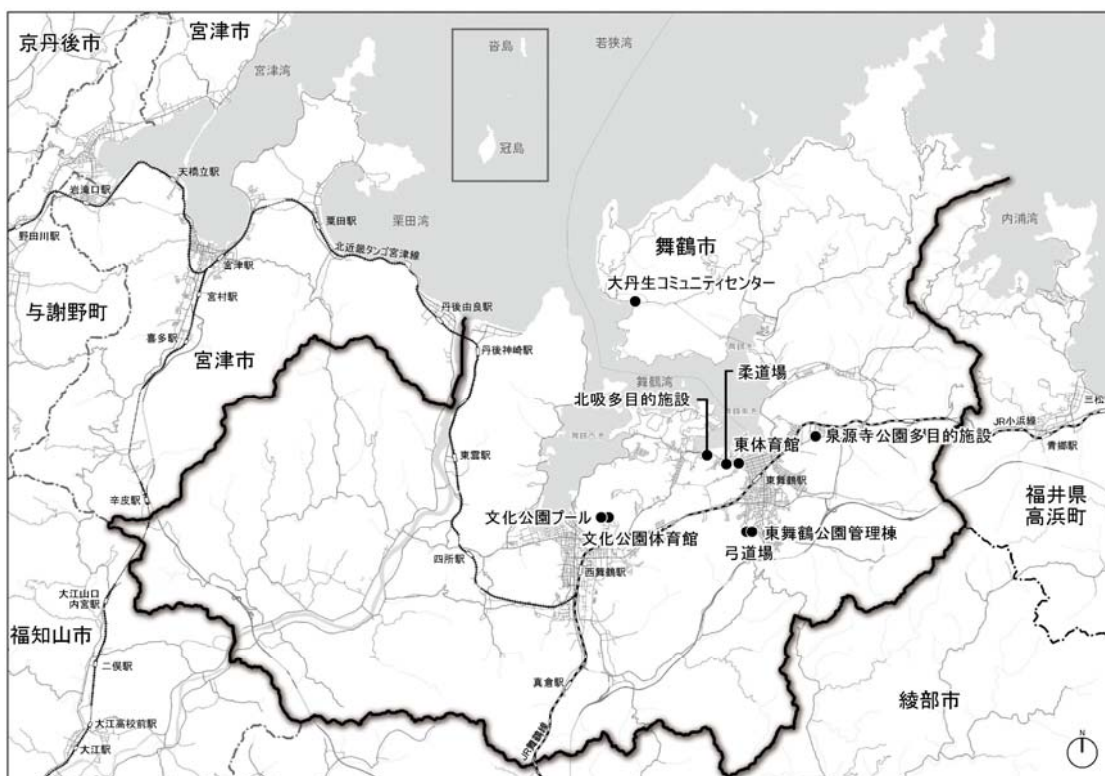 京丹後市
宮津市
宮津湾
沓島
若狭湾
冠島
天橋立駅
岩滝口駅
野田川駅
栗田駅
栗田湾
北近畿タンゴ宮津線
宮津駅
宮村駅
与謝野町
喜多駅
宮津市
丹後由良駅
丹後神崎駅
舞鶴市
大丹生コミュニティセンター
内浦湾
舞鶴湾
柔道場
北吸多目的施設
東体育館
泉源寺公園多目的施設
JR小浜線
三松
青郷駅
東雲駅
東舞鶴駅
辛皮駅
文化公園プール
文化公園体育館
東舞鶴公園管理棟
弓道場
福井県
高浜町
四所駅
西舞鶴駅
大江山口
内宮駅
福知山市
二俣駅
真倉駅
綾部市
大江高校前駅
大江駅
JR舞鶴線
N